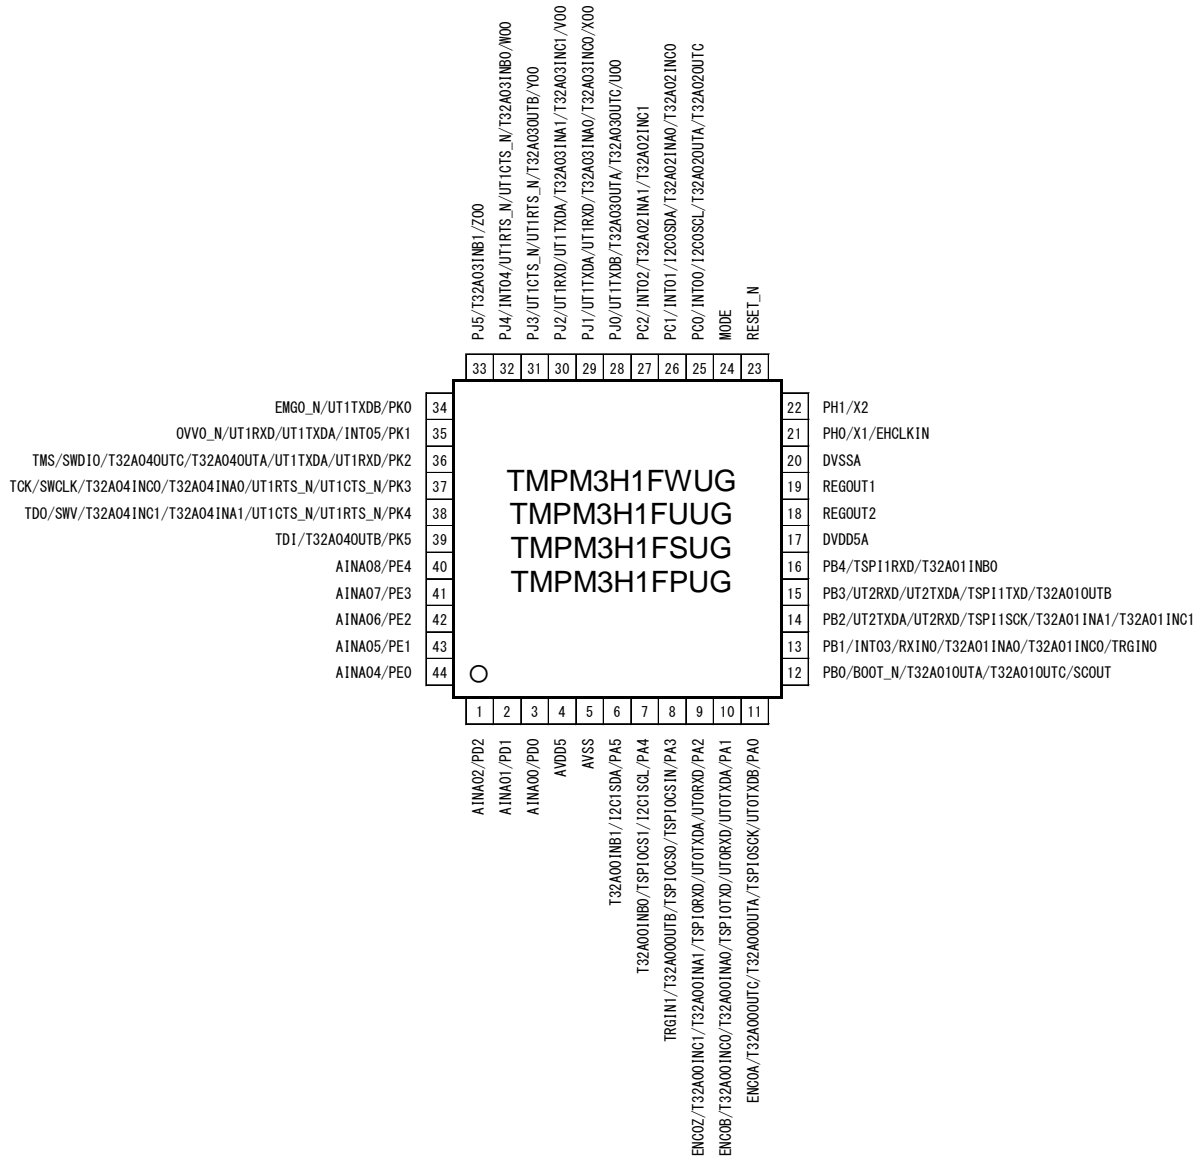 PJ5/T32A03INB1/ZO0
PJ4/INT04/UT1RTS_N/UT1CTS_N/T32A03INB0/WO0
PJ3/UT1CTS_N/UT1RTS_N/T32A03OUTB/YO0
PJ2/UT1RXD/UT1TXDA/T32A03INA1/T32A03INC1/VO0
PJ1/UT1TXDA/UT1RXD/T32A03INA0/T32A03INC0/XO0
PJ0/UT1TXDB/T32A03OUTA/T32A03OUTC/UO0
PC2/INT02/T32A02INA1/T32A02INC1
PC1/INT01/I2C0SDA/T32A02INA0/T32A02INC0
PC0/INT00/I2C0SCL/T32A02OUTA/T32A02OUTC
MODE
RESET_N
33 32 31 30 29 28 27 26 25 24 23
EMG0_N/UT1TXDB/PK0 34
OVV0_N/UT1RXD/UT1TXDA/INT05/PK1 35
TMS/SWDIO/T32A04OUTC/T32A04OUTA/UT1TXDA/UT1RXD/PK2 36
TCK/SWCLK/T32A04INC0/T32A04INA0/UT1RTS_N/UT1CTS_N/PK3 37
TDO/SWV/T32A04INC1/T32A04INA1/UT1CTS_N/UT1RTS_N/PK4 38
TDI/T32A04OUTB/PK5 39
AINA08/PE4 40
AINA07/PE3 41
AINA06/PE2 42
AINA05/PE1 43
AINA04/PE0 44
TMPM3H1FWUG
TMPM3H1FUUG
TMPM3H1FSUG
TMPM3H1FPUG
22 PH1/X2
21 PH0/X1/EHCLKIN
20 DVSSA
19 REGOUT1
18 REGOUT2
17 DVDD5A
16 PB4/TSPI1RXD/T32A01INB0
15 PB3/UT2RXD/UT2TXDA/TSPI1TXD/T32A01OUTB
14 PB2/UT2TXDA/UT2RXD/TSPI1SCK/T32A01INA1/T32A01INC1
13 PB1/INT03/RXIN0/T32A01INA0/T32A01INC0/TRGIN0
12 PB0/BOOT_N/T32A01OUTA/T32A01OUTC/SCOUT
1 2 3 4 5 6 7 8 9 10 11
AINA02/PD2
AINA01/PD1
AINA00/PD0
AVDD5
AVSS
T32A00INB1/I2C1SDA/PA5
T32A00INB0/TSPI0CS1/I2C1SCL/PA4
TRGIN1/T32A00OUTB/TSPI0CS0/TSPI0CSIN/PA3
ENC0Z/T32A00INC1/T32A00INA1/TSPI0RXD/UT0TXDA/UT0RXD/PA2
ENC0B/T32A00INC0/T32A00INA0/TSPI0TXD/UT0RXD/UT0TXDA/PA1
ENC0A/T32A00OUTC/T32A00OUTA/TSPI0SCK/UT0TXDB/PA0